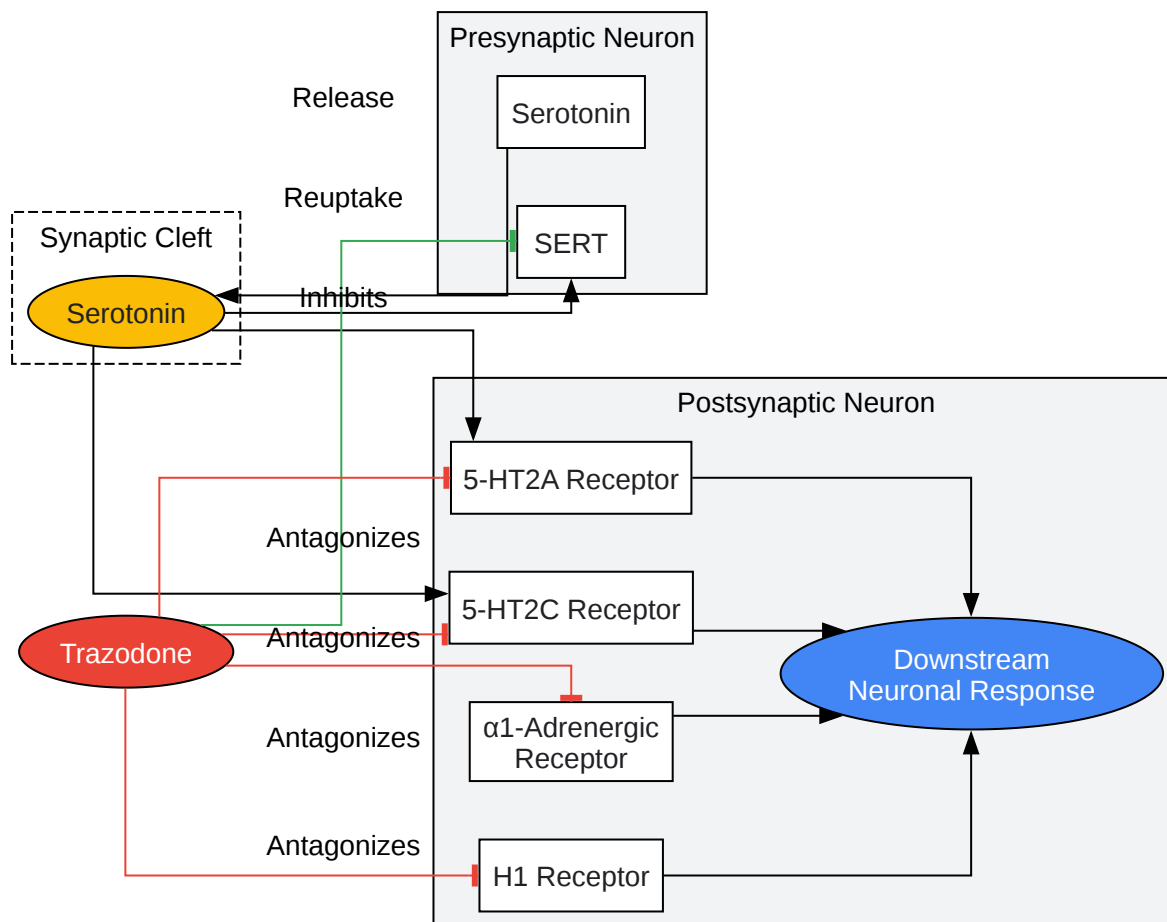 Presynaptic Neuron
Release
Serotonin
Reuptake
SERT
Synaptic Cleft
Inhibits
Serotonin
Postsynaptic Neuron
5-HT2A Receptor
Antagonizes
5-HT2C Receptor
Antagonizes
Trazodone
Downstream
Neuronal Response
α1-Adrenergic
Receptor
Antagonizes
Antagonizes
H1 Receptor